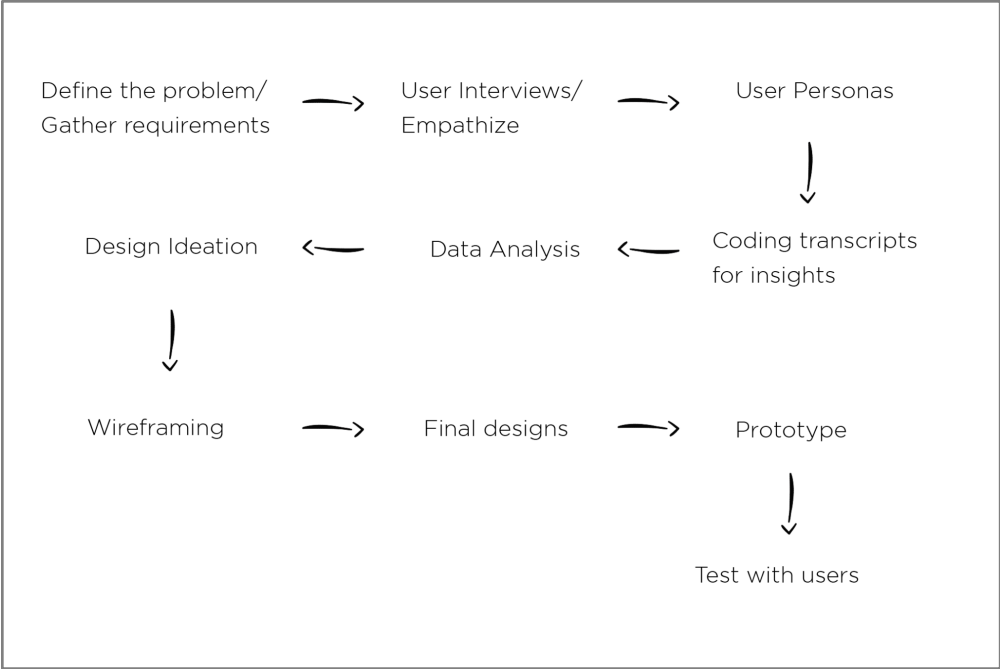 Define the problem/
Gather requirements
User Interviews/
Empathize
User Personas
Coding transcripts
for insights
Data Analysis
Design Ideation
Wireframing
Final designs
Prototype
Test with users